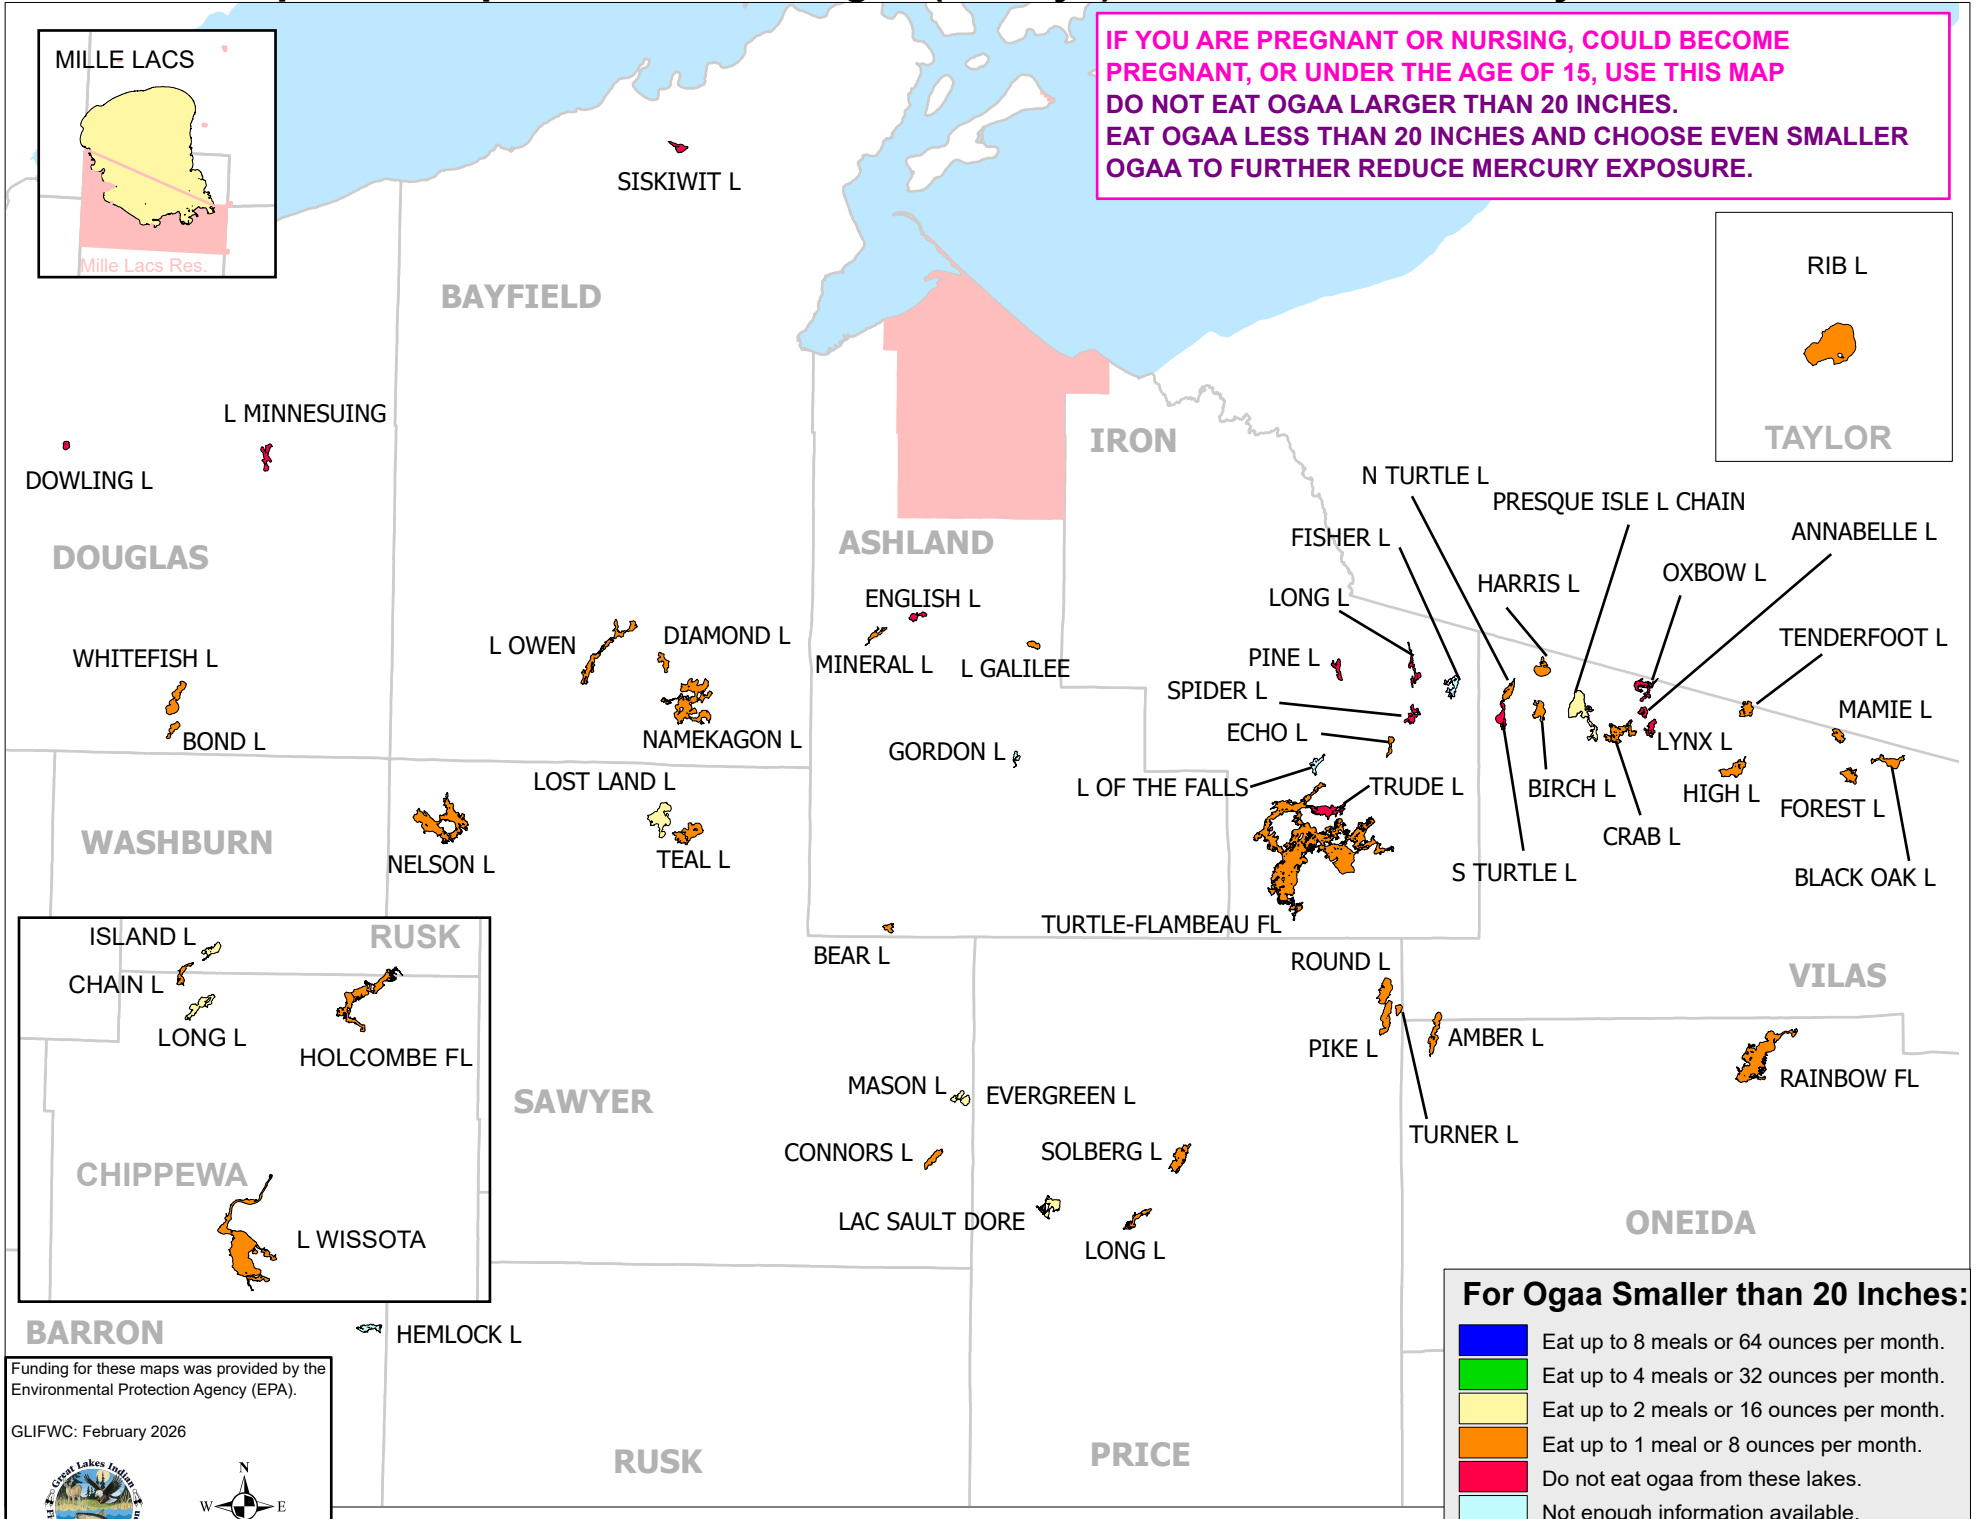 MILLE LACS
Mille Lacs Res.
IF YOU ARE PREGNANT OR NURSING, COULD BECOME
PREGNANT, OR UNDER THE AGE OF 15, USE THIS MAP
DO NOT EAT OGAA LARGER THAN 20 INCHES.
EAT OGAA LESS THAN 20 INCHES AND CHOOSE EVEN SMALLER
OGAA TO FURTHER REDUCE MERCURY EXPOSURE.
SISKIWIT L
RIB L
TAYLOR
BAYFIELD
L MINNESUING
DOWLING L
IRON
N TURTLE L
PRESQUE ISLE L CHAIN
ANNABELLE L
FISHER L
OXBOW L
HARRIS L
LONG L
TENDERFOOT L
DOUGLAS
ASHLAND
ENGLISH L
L OWEN
DIAMOND L
MINERAL L
L GALILEE
PINE L
SPIDER L
MAMIE L
WHITEFISH L
BOND L
NAMEKAGON L
GORDON L
ECHO L
LYNX L
L OF THE FALLS
TRUDE L
BIRCH L
HIGH L
FOREST L
LOST LAND L
WASHBURN
NELSON L
TEAL L
CRAB L
S TURTLE L
BLACK OAK L
TURTLE-FLAMBEAU FL
BEAR L
ISLAND L
RUSK
CHAIN L
LONG L
HOLCOMBE FL
CHIPPEWA
L WISSOTA
ROUND L
VILAS
PIKE L
AMBER L
RAINBOW FL
TURNER L
SAWYER
MASON L
EVERGREEN L
CONNORS L
SOLBERG L
LAC SAULT DORE
LONG L
ONEIDA
BARRON
HEMLOCK L
RUSK
PRICE
For Ogaa Smaller than 20 Inches:
Eat up to 8 meals or 64 ounces per month.
Eat up to 4 meals or 32 ounces per month.
Eat up to 2 meals or 16 ounces per month.
Eat up to 1 meal or 8 ounces per month.
Do not eat ogaa from these lakes.
Not enough information available.
Funding for these maps was provided by the
Environmental Protection Agency (EPA).
GLIFWC: February 2026
Great Lakes Indian
N
W E